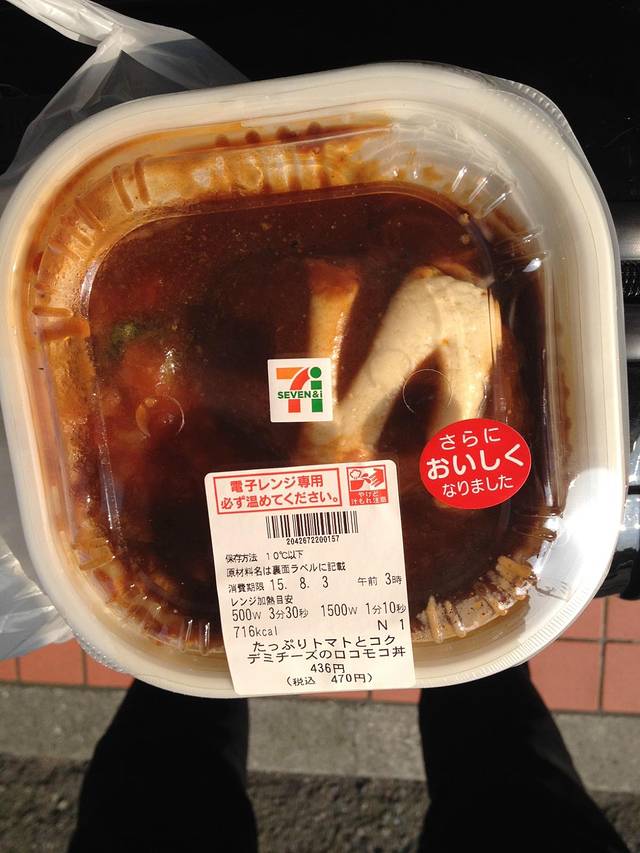 SEVEN&i
さらに
おいしく
なりました
電子レンジ専用
必ず温めてください。
やけど
汁もれ注意
2042672200157
保存方法 10℃以下
原材料名は裏面ラベルに記載
消費期限 15. 8. 3 午前 3時
レンジ加熱目安
500W 3分30秒 1500W 1分10秒
716kcal N 1
たっぷりトマトとコク
デミチーズのロコモコ丼
436円
(税込 470円)